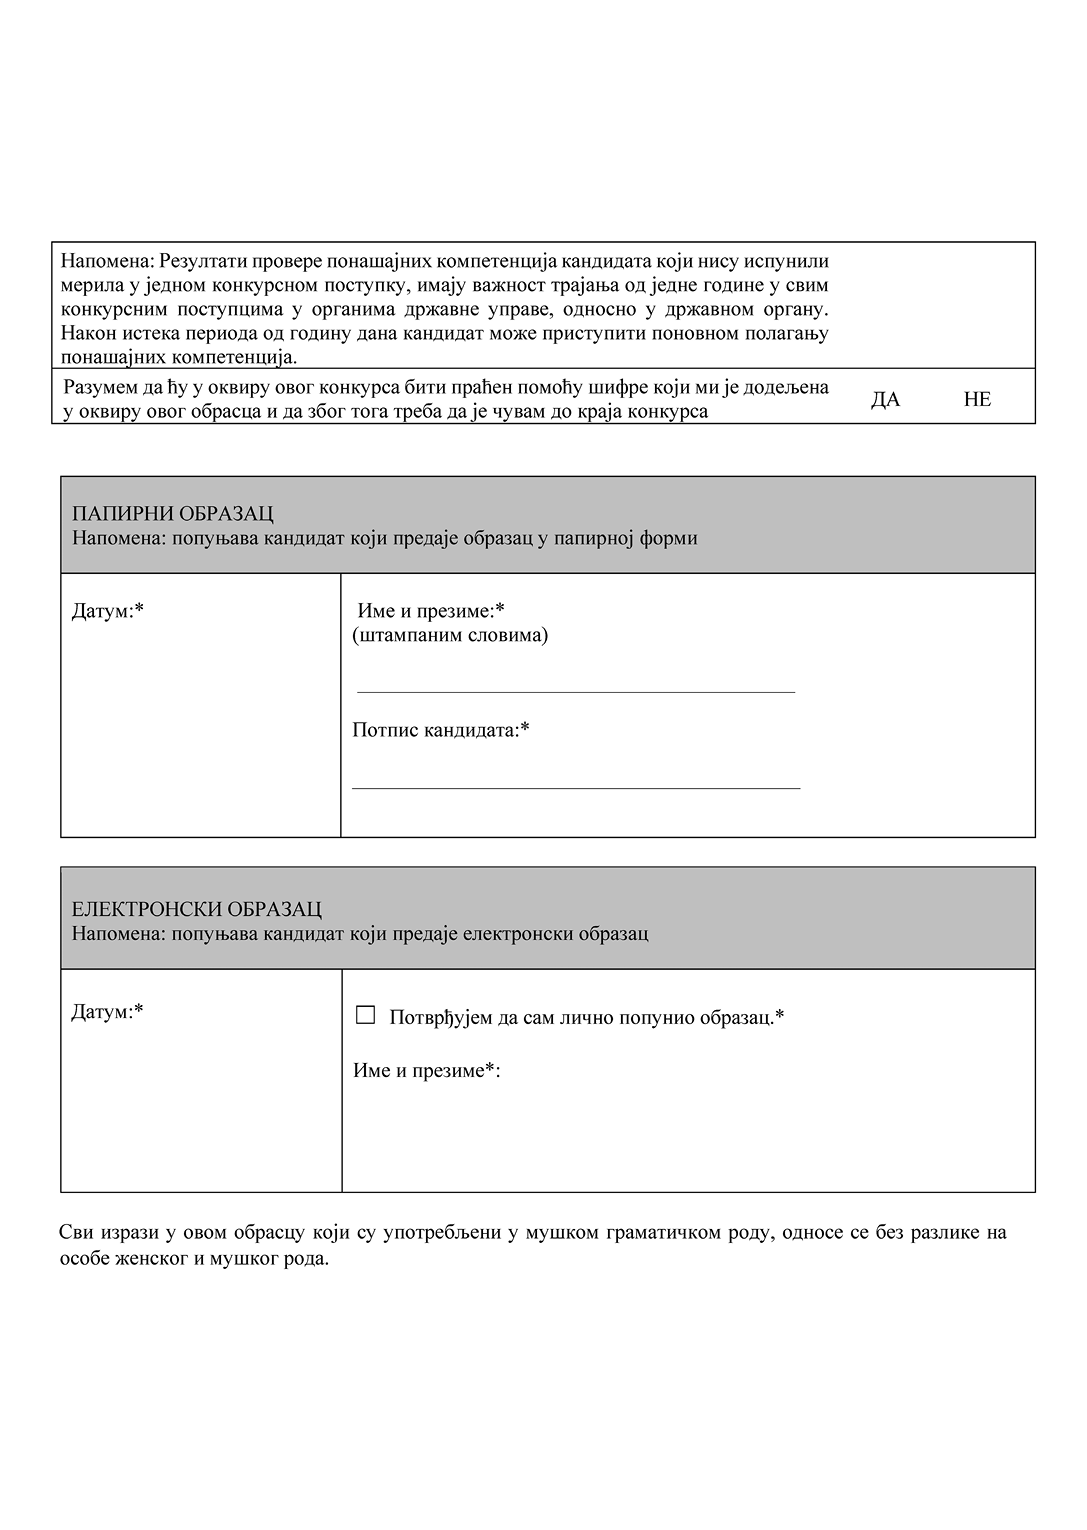 Напомена: Резултати провере понашајних компетенција кандидата који нису испунили
мерила у једном конкурсном поступку, имају важност трајања од једне године у свим
конкурсним поступцима у органима државне управе, односно у државном органу.
Након истека периода од годину дана кандидат може приступити поновном полагању
понашајних компетенција.
Разумем да ћу у оквиру овог конкурса бити праћен помоћу шифре који ми је додељена
у оквиру овог обрасца и да због тога треба да је чувам до краја конкурса
ДА НЕ
ПАПИРНИ ОБРАЗАЦ
Напомена: попуњава кандидат који предаје образац у папирној форми
Датум:*
Име и презиме:*
(штампаним словима)
Потпис кандидата:*
ЕЛЕКТРОНСКИ ОБРАЗАЦ
Напомена: попуњава кандидат који предаје електронски образац
Датум:*
Потврђујем да сам лично попунио образац.*
Име и презиме*:
Сви изрази у овом обрасцу који су употребљени у мушком граматичком роду, односе се без разлике на
особе женског и мушког рода.